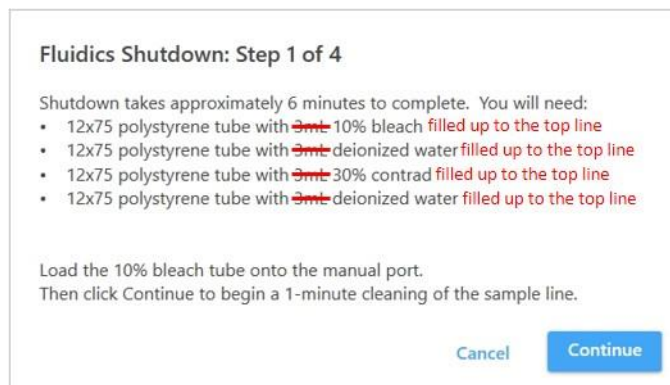 Fluidics Shutdown: Step 1 of 4
Shutdown takes approximately 6 minutes to complete. You will need:
• 12x75 polystyrene tube with 3mL 10% bleach filled up to the top line
• 12x75 polystyrene tube with 3mL deionized water filled up to the top line
• 12x75 polystyrene tube with 3mL 30% contrad filled up to the top line
• 12x75 polystyrene tube with 3mL deionized water filled up to the top line
Load the 10% bleach tube onto the manual port.
Then click Continue to begin a 1-minute cleaning of the sample line.
Cancel Continue